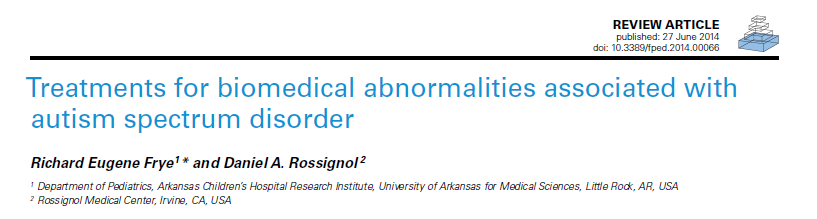 REVIEW ARTICLE
published: 27 June 2014
doi: 10.3389/fped.2014.00066
Treatments for biomedical abnormalities associated with
autism spectrum disorder
Richard Eugene Frye1* and Daniel A. Rossignol2
1 Department of Pediatrics, Arkansas Children's Hospital Research Institute, University of Arkansas for Medical Sciences, Little Rock, AR, USA
2 Rossignol Medical Center, Irvine, CA, USA